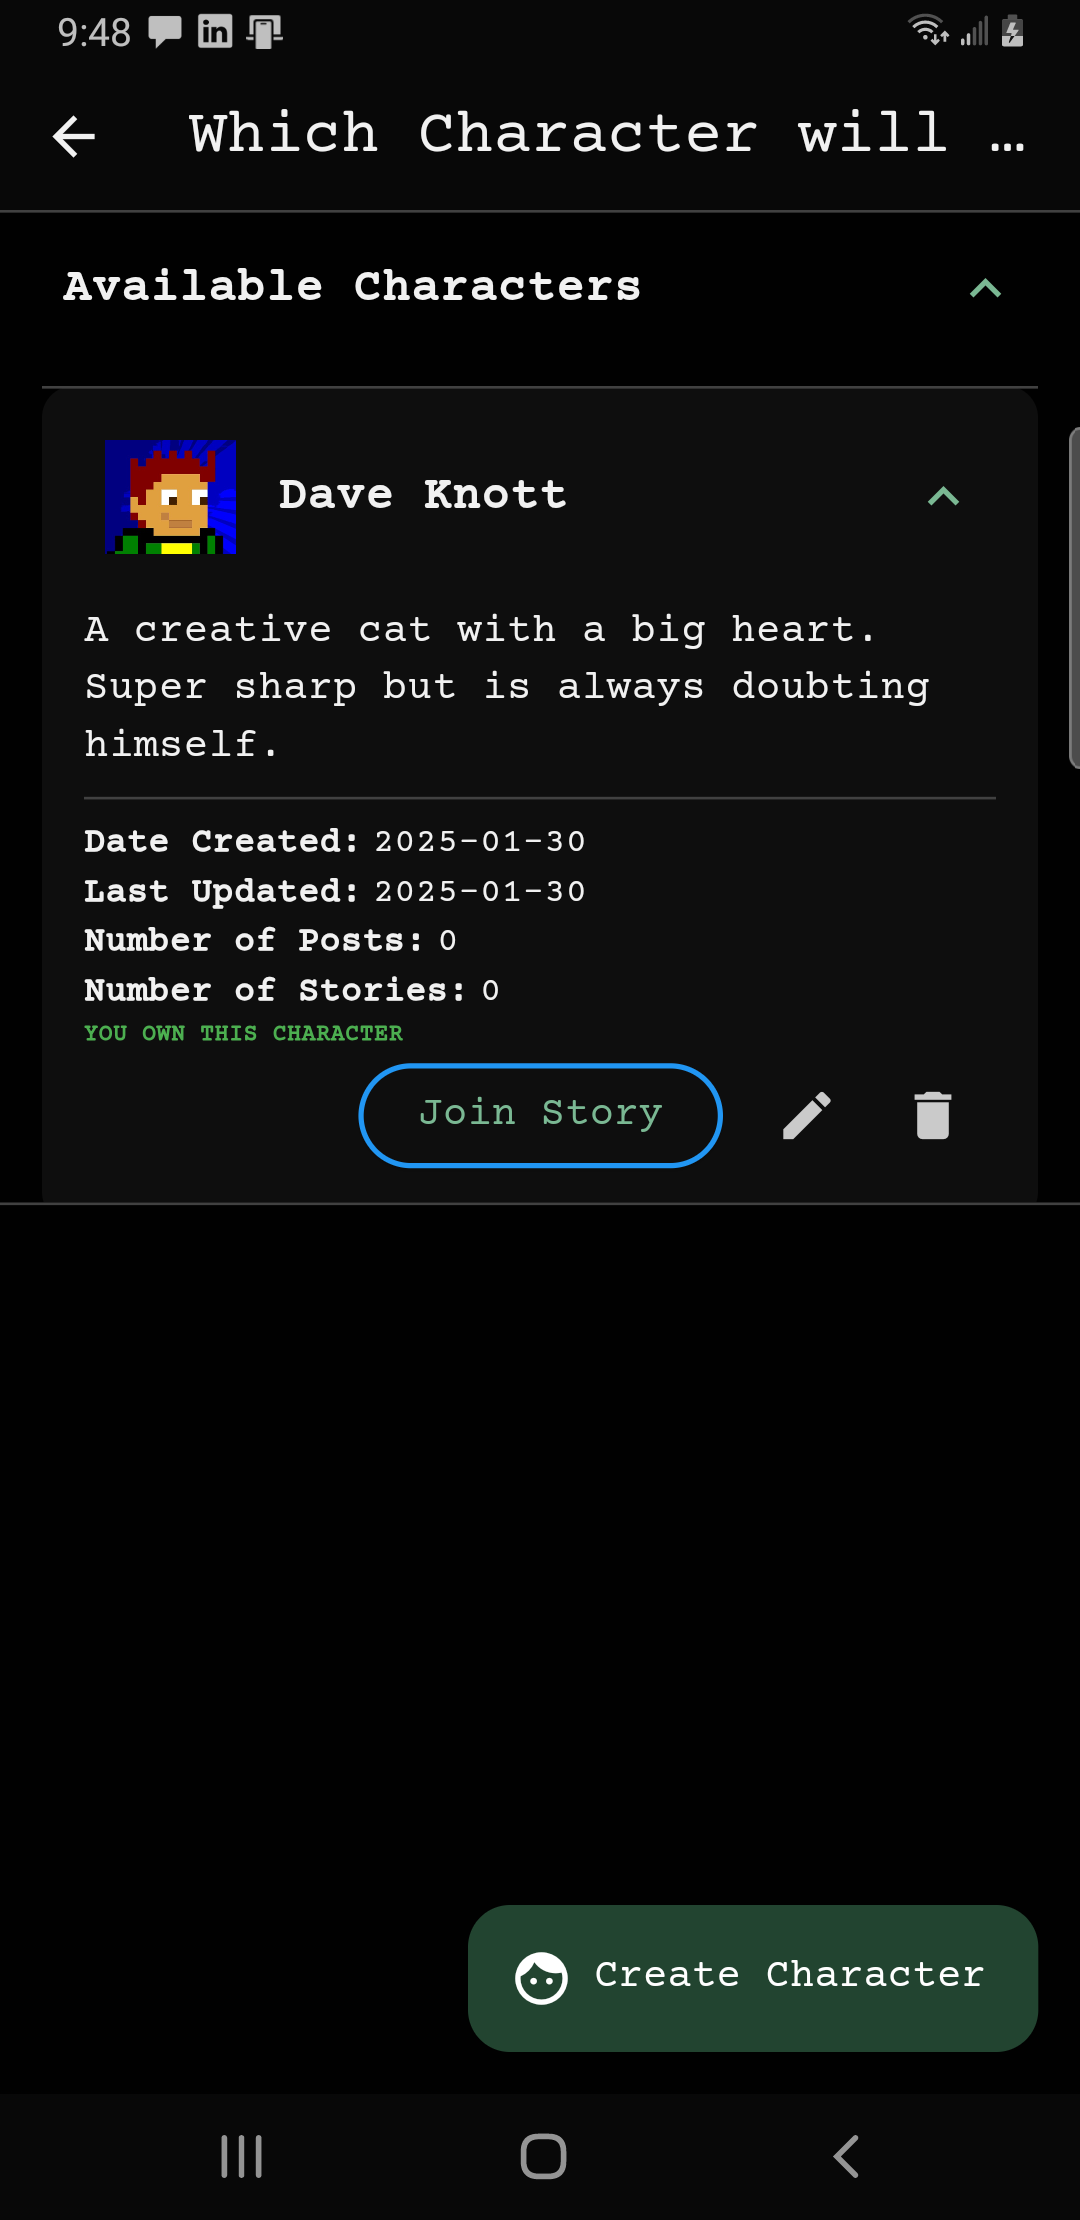 9:48
Which Character will …
Available Characters
Dave Knott
A creative cat with a big heart.
Super sharp but is always doubting
himself.
Date Created: 2025-01-30
Last Updated: 2025-01-30
Number of Posts: 0
Number of Stories: 0
YOU OWN THIS CHARACTER
Join Story
Create Character